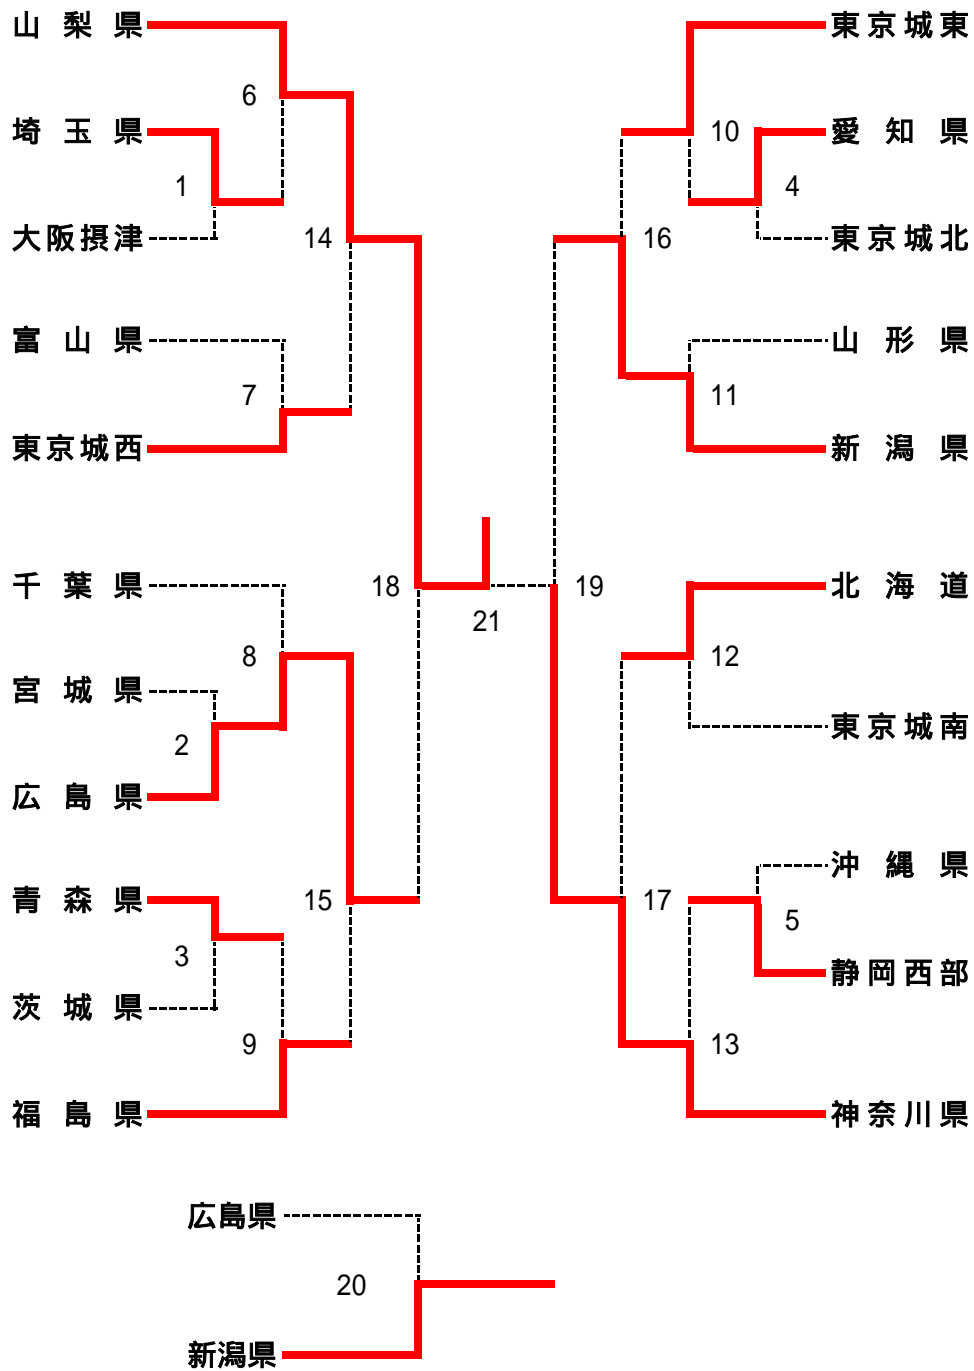 山梨県
埼玉県
大阪摂津
富山県
東京城西
千葉県
宮城県
広島県
青森県
茨城県
福島県
6
1
14
7
18
8
2
15
3
9
21
東京城東
愛知県
東京城北
山形県
新潟県
北海道
東京城南
沖縄県
静岡西部
神奈川県
10
4
16
11
19
12
17
5
13
広島県
20
新潟県